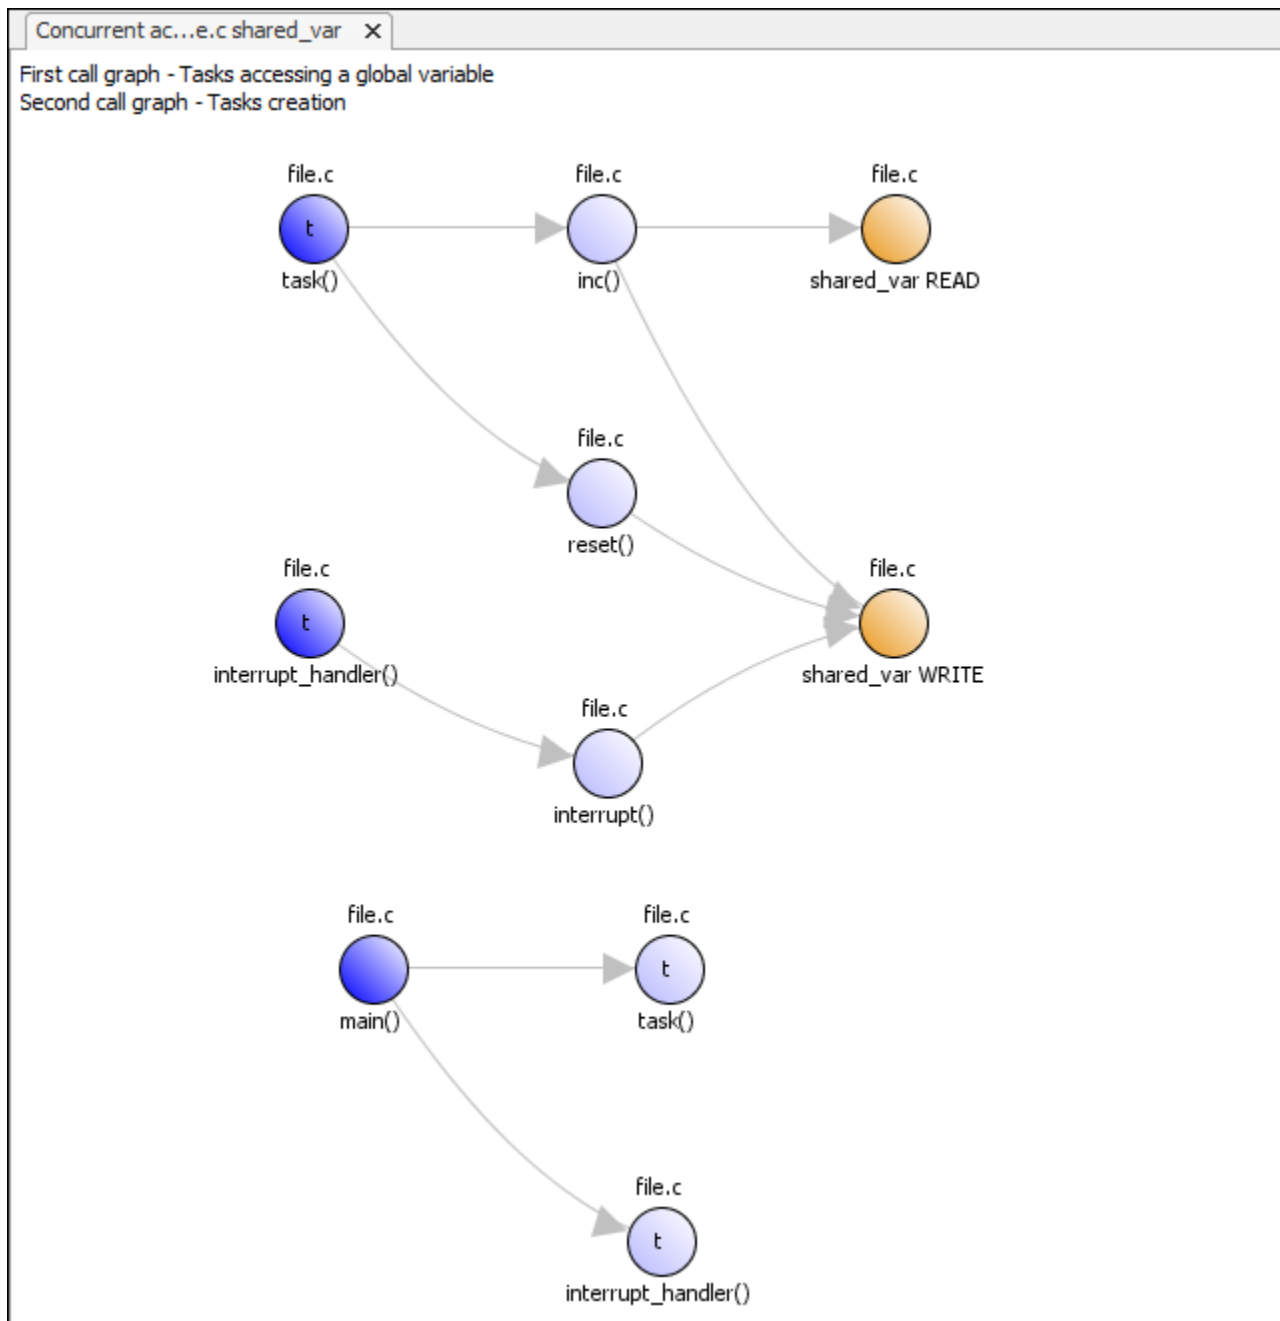 Concurrent ac...e.c shared_var
First call graph - Tasks accessing a global variable
Second call graph - Tasks creation
file.c
t
task()
file.c
inc()
file.c
shared_var READ
file.c
reset()
file.c
t
interrupt_handler()
file.c
shared_var WRITE
file.c
interrupt()
file.c
main()
file.c
t
task()
file.c
t
interrupt_handler()